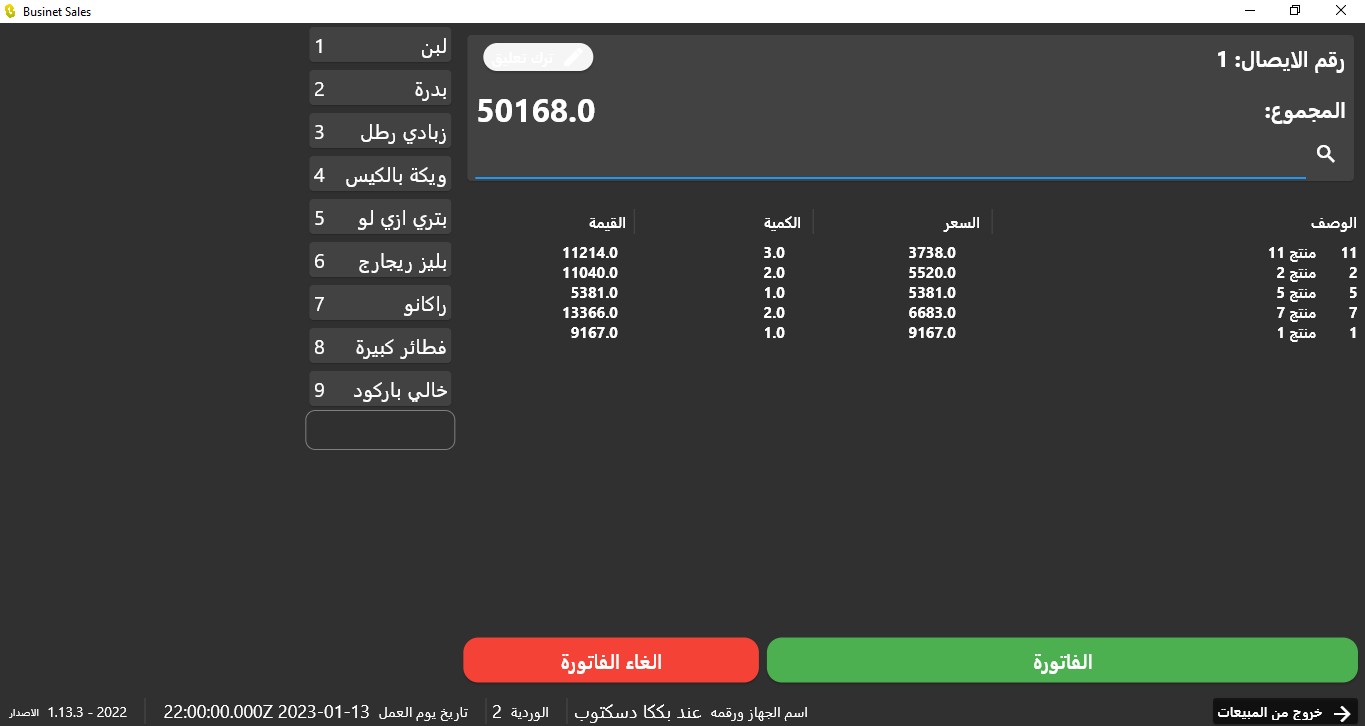 Businet Sales
رقم الايصال: 1
ترك تعليق
المجموع:
50168.0
الوصف السعر الكمية القيمة
11 منتج 11 3738.0 3.0 11214.0
2 منتج 2 5520.0 2.0 11040.0
5 منتج 5 5381.0 1.0 5381.0
7 منتج 7 6683.0 2.0 13366.0
1 منتج 1 9167.0 1.0 9167.0
لبن 1
بدرة 2
زبادي رطل 3
ويكة بالكيس 4
بتري ازي لو 5
بليز ريجارج 6
راكانو 7
فطائر كبيرة 8
خالي باركود 9
الفاتورة
الغاء الفاتورة
خروج من المبيعات
اسم الجهاز ورقمه عند بككا دسكتوب
الوردية 2
تاريخ يوم العمل 2023-01-13 22:00:00.000Z
1.13.3 - 2022 الاصدار